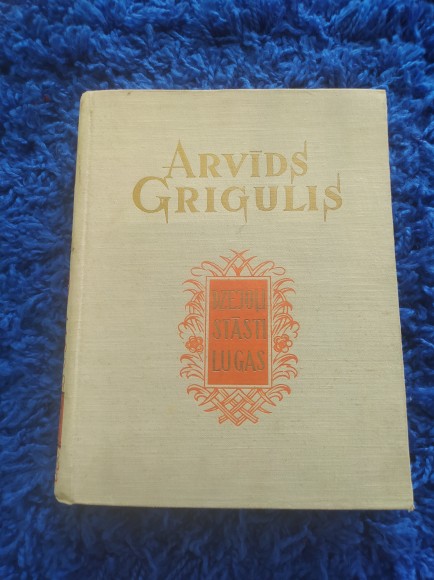 ARVĪDS
GRIGULIS
DZEJOĻI
STĀSTI
LUGAS